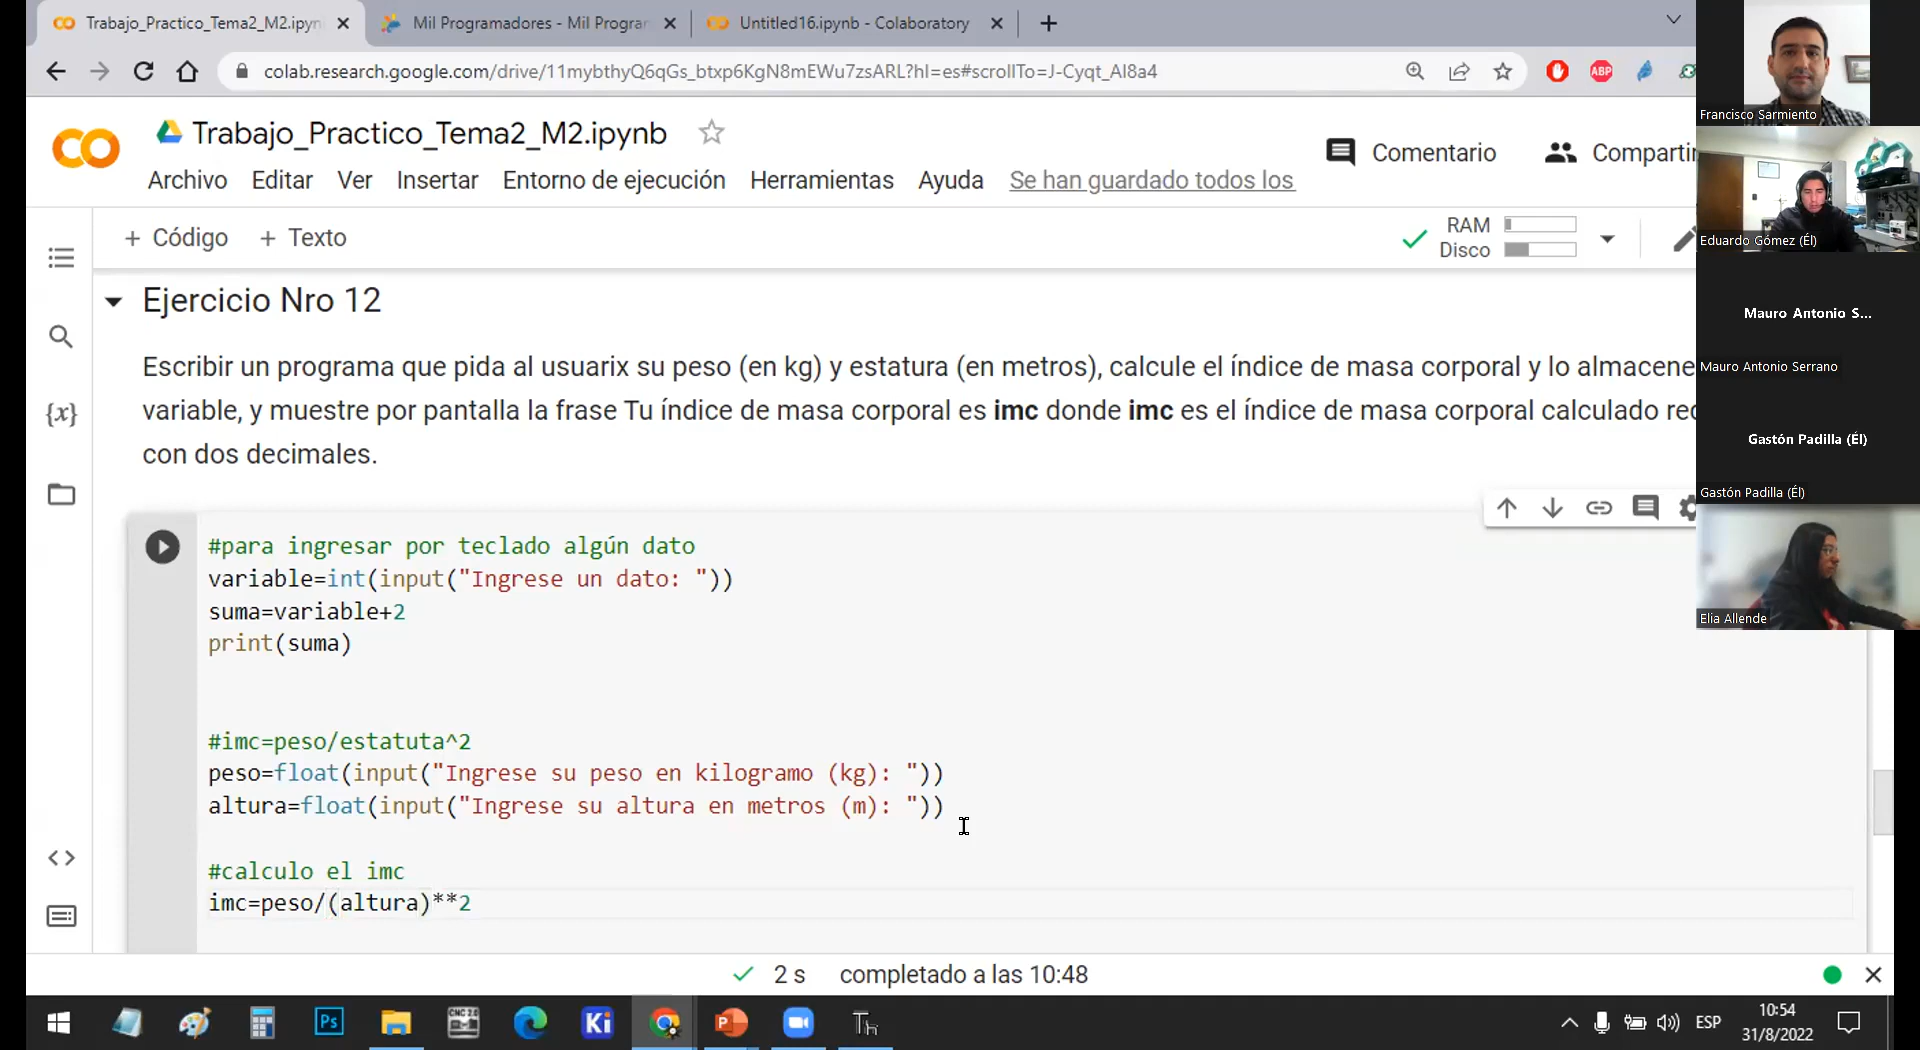 Trabajo_Practico_Tema2_M2.ipyn
Mil Programadores - Mil Progra
Untitled16.ipynb - Colaboratory
colab.research.google.com/drive/11mybthyQ6qGs_btxp6KgN8mEWu7zsARL?hl=es#scrollTo=J-Cyqt_Al8a4
ABP
Trabajo_Practico_Tema2_M2.ipynb
Comentario
Compartir
Archivo Editar Ver Insertar Entorno de ejecución Herramientas Ayuda Se han guardado todos los
+ Código + Texto
RAM
Disco
Ejercicio Nro 12
Escribir un programa que pida al usuarix su peso (en kg) y estatura (en metros), calcule el índice de masa corporal y lo almacene
variable, y muestre por pantalla la frase Tu índice de masa corporal es imc donde imc es el índice de masa corporal calculado re
con dos decimales.
{x}
#para ingresar por teclado algún dato
variable=int(input("Ingrese un dato: "))
suma=variable+2
print(suma)
#imc=peso/estatuta^2
peso=float(input("Ingrese su peso en kilogramo (kg): "))
altura=float(input("Ingrese su altura en metros (m): "))
#calculo el imc
imc=peso/(altura)**2
2 s completado a las 10:48
Francisco Sarmiento
Eduardo Gómez (Él)
Mauro Antonio S...
Mauro Antonio Serrano
Gastón Padilla (Él)
Gastón Padilla (Él)
Elia Allende
Ps
CNC 2.0
Ki
P
Th
ESP
10:54
31/8/2022